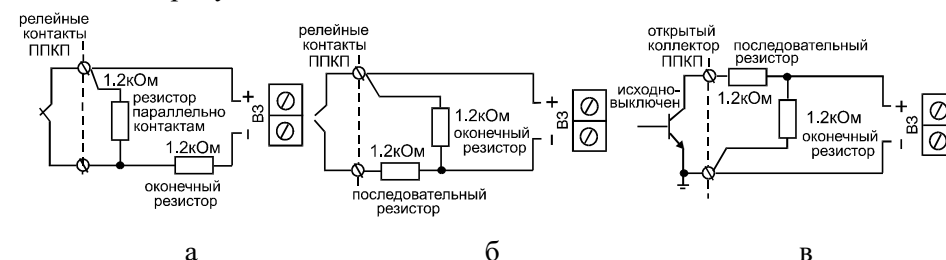 релейные
контакты
ППКП
1.2кОм
резистор
параллельно
контактам
1.2кОм
оконечный
резистор
+
-
ВЗ
а
релейные
контакты
ППКП
1.2кОм
оконечный
резистор
1.2кОм
последовательный
резистор
+
-
ВЗ
б
открытый
коллектор
ППКП
последовательный
резистор
исходно-
выключен
1.2кОм
1.2кОм
оконечный
резистор
+
-
ВЗ
в